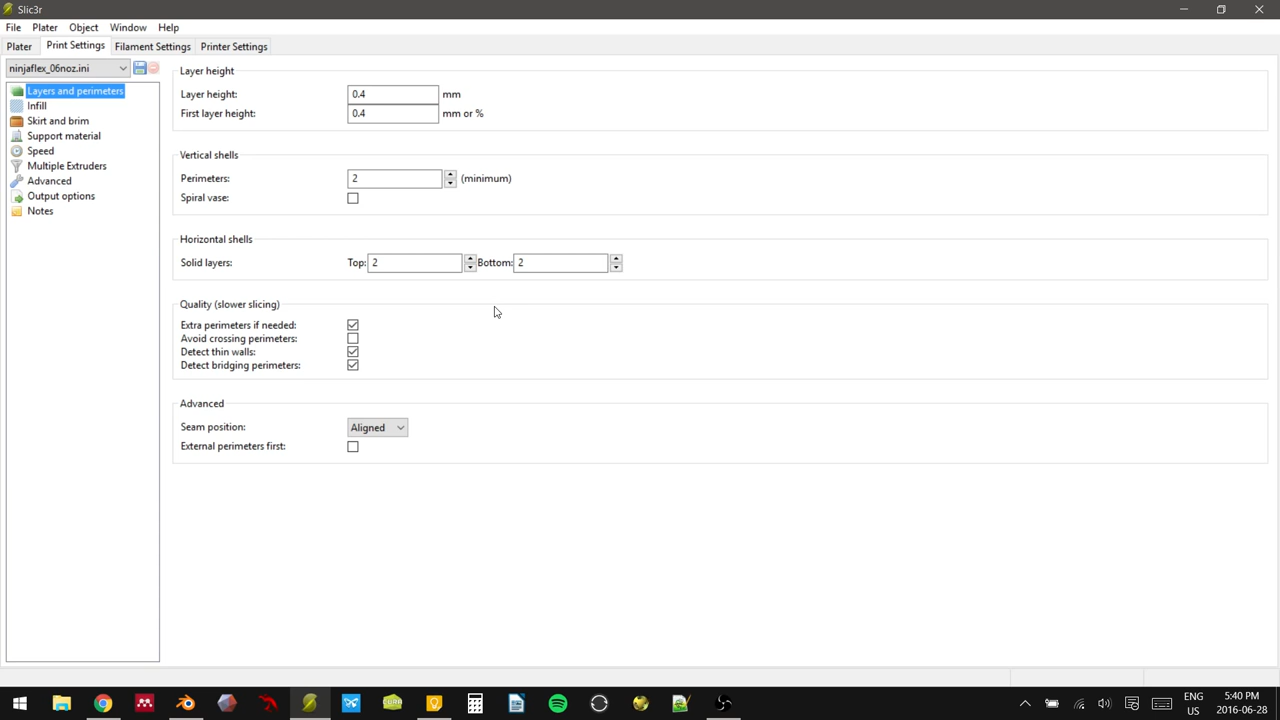 Slic3r
File Plater Object Window Help
Plater Print Settings Filament Settings Printer Settings
ninjaflex_06noz.ini
Layers and perimeters
Infill
Skirt and brim
Support material
Speed
Multiple Extruders
Advanced
Output options
Notes
Layer height
Layer height: 0.4 mm
First layer height: 0.4 mm or %
Vertical shells
Perimeters: 2 (minimum)
Spiral vase:
Horizontal shells
Solid layers: Top: 2 Bottom: 2
Quality (slower slicing)
Extra perimeters if needed:
Avoid crossing perimeters:
Detect thin walls:
Detect bridging perimeters:
Advanced
Seam position: Aligned
External perimeters first:
CURA
ENG 5:40 PM
US 2016-06-28